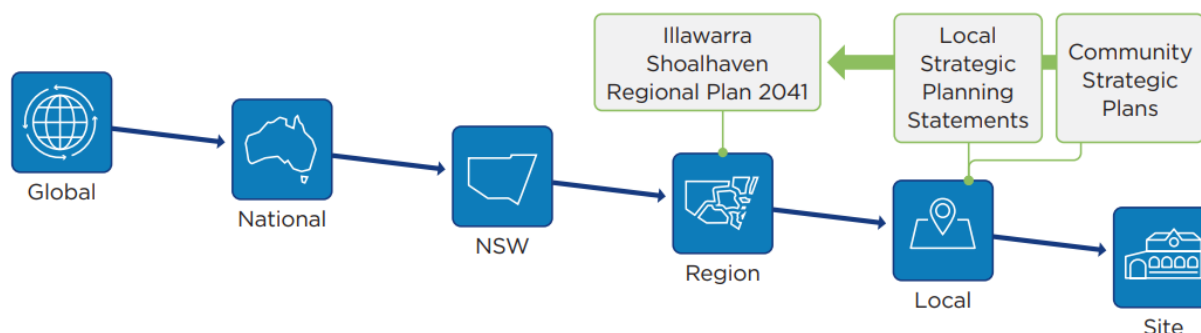 Illawarra
Shoalhaven
Regional Plan 2041
Local
Strategic
Planning
Statements
Community
Strategic
Plans
Global
National
NSW
Region
Local
Site